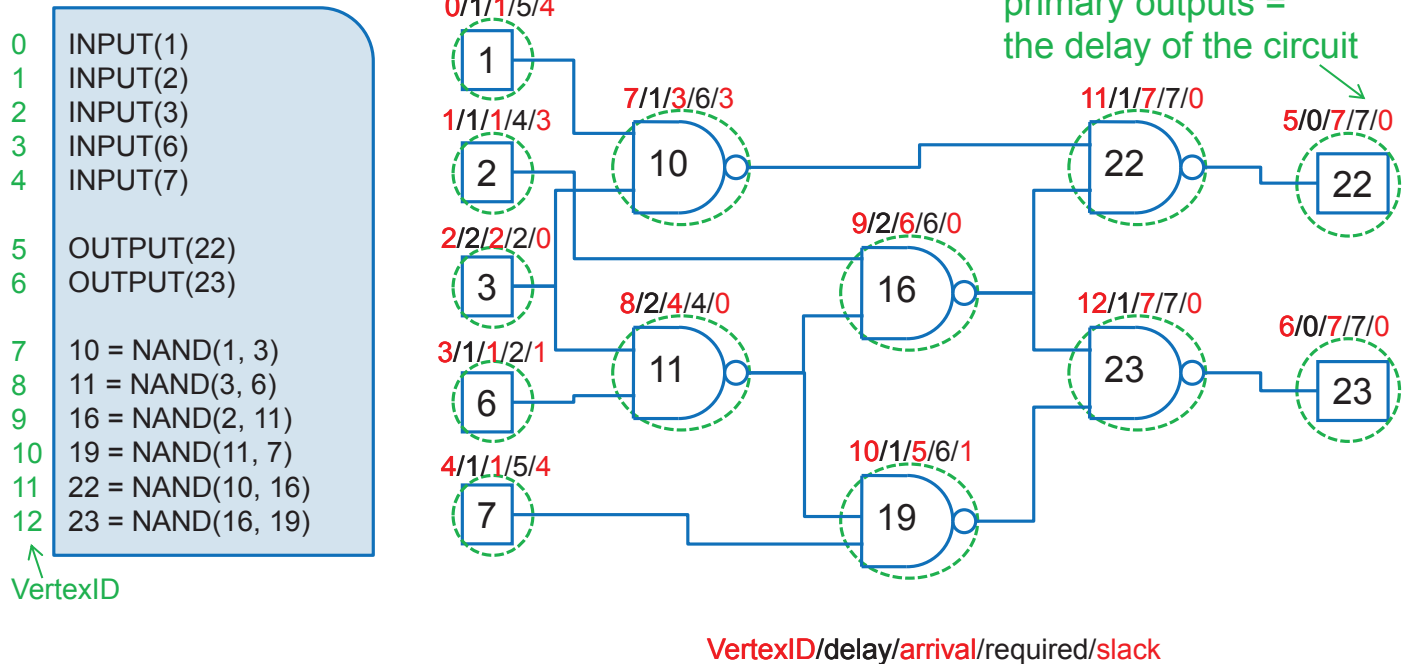 0 INPUT(1)
1 INPUT(2)
2 INPUT(3)
3 INPUT(6)
4 INPUT(7)
5 OUTPUT(22)
6 OUTPUT(23)
7 10 = NAND(1, 3)
8 11 = NAND(3, 6)
9 16 = NAND(2, 11)
10 19 = NAND(11, 7)
11 22 = NAND(10, 16)
12 23 = NAND(16, 19)
VertexID
0/1/1/5/4
1
1/1/1/4/3
2
2/2/2/2/0
3
3/1/1/2/1
6
4/1/1/5/4
7
7/1/3/6/3
10
8/2/4/4/0
11
9/2/6/6/0
16
10/1/5/6/1
19
11/1/7/7/0
22
12/1/7/7/0
23
primary outputs =
the delay of the circuit
5/0/7/7/0
22
6/0/7/7/0
23
VertexID/delay/arrival/required/slack